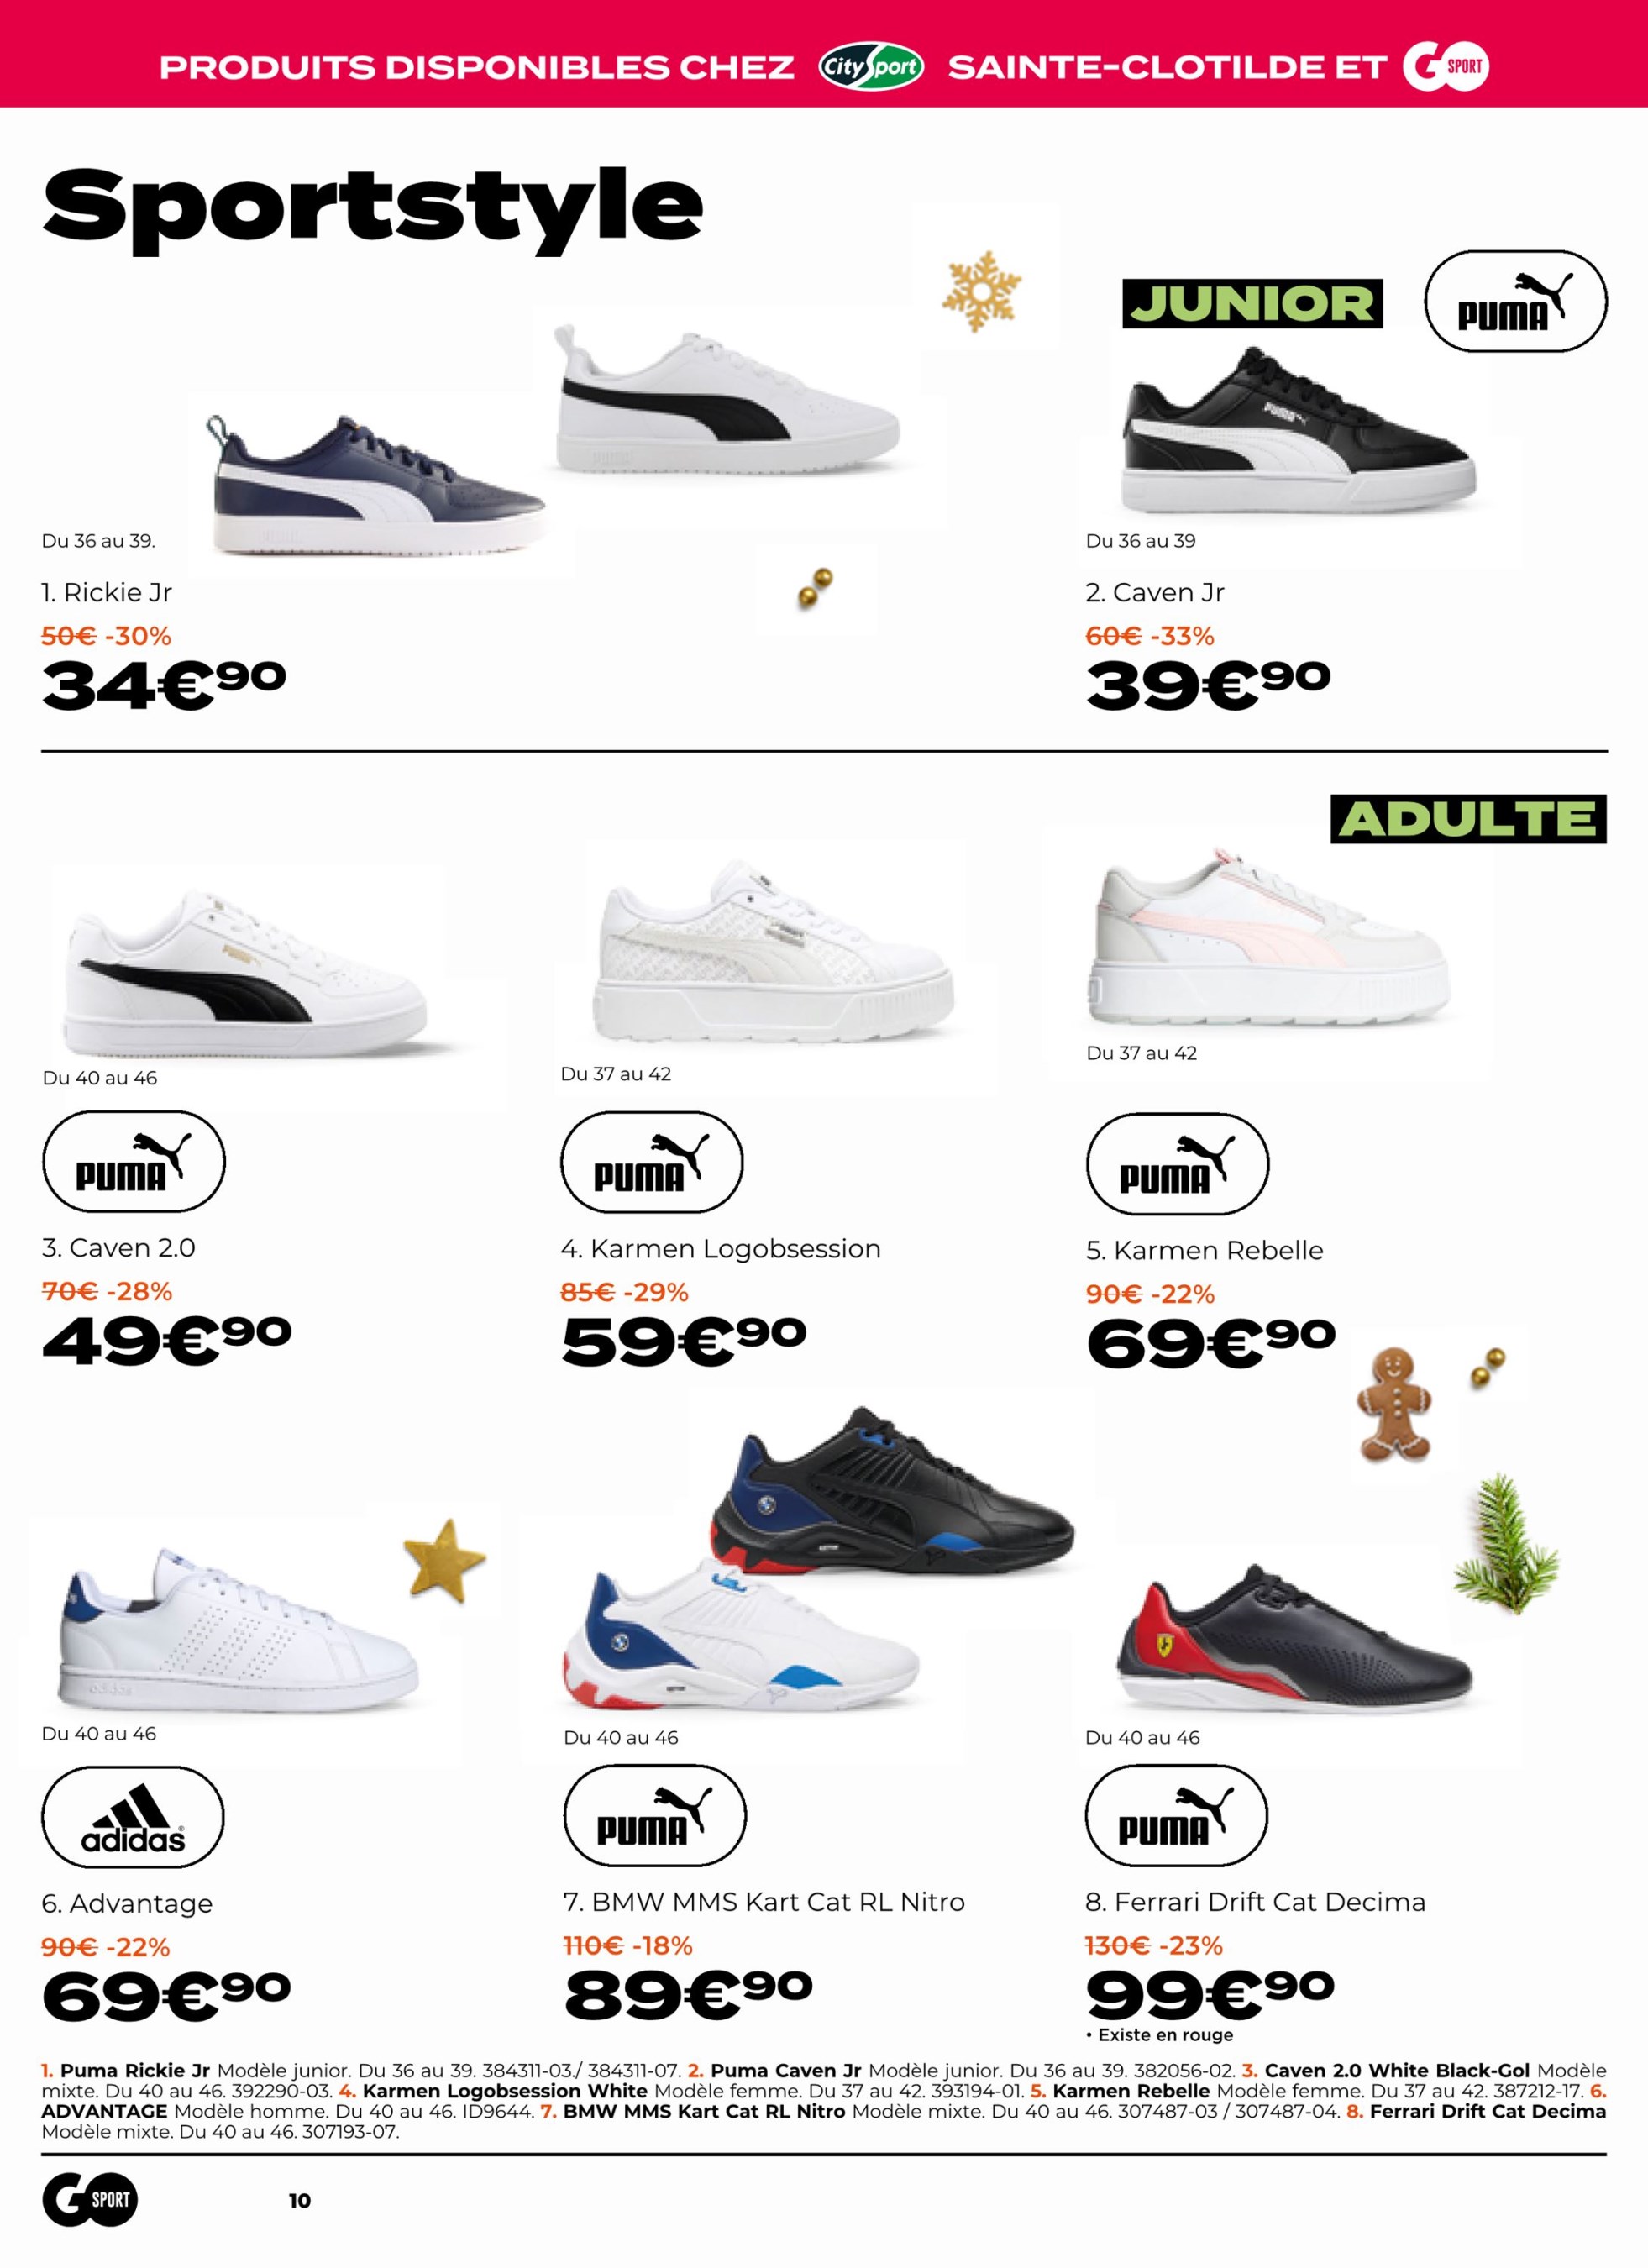 PRODUITS DISPONIBLES CHEZ CitySport SAINTE-CLOTILDE ET GO SPORT
Sportstyle
JUNIOR
PUMA
PUMA
Du 36 au 39.
1. Rickie Jr
50€ -30%
34€90
Du 36 au 39
2. Caven Jr
60€ -33%
39€90
ADULTE
Du 40 au 46
PUMA
3. Caven 2.0
70€ -28%
49€90
Du 37 au 42
PUMA
4. Karmen Logobsession
85€ -29%
59€90
Du 37 au 42
PUMA
5. Karmen Rebelle
90€ -22%
69€90
adidas
Du 40 au 46
adidas
6. Advantage
90€ -22%
69€90
Du 40 au 46
PUMA
7. BMW MMS Kart Cat RL Nitro
110€ -18%
89€90
Du 40 au 46
PUMA
8. Ferrari Drift Cat Decima
130€ -23%
99€90
• Existe en rouge
1. Puma Rickie Jr Modèle junior. Du 36 au 39. 384311-03./ 384311-07. 2. Puma Caven Jr Modèle junior. Du 36 au 39. 382056-02. 3. Caven 2.0 White Black-Gol Modèle
mixte. Du 40 au 46. 392290-03. 4. Karmen Logobsession White Modèle femme. Du 37 au 42. 393194-01. 5. Karmen Rebelle Modèle femme. Du 37 au 42. 387212-17. 6.
ADVANTAGE Modèle homme. Du 40 au 46. ID9644. 7. BMW MMS Kart Cat RL Nitro Modèle mixte. Du 40 au 46. 307487-03 / 307487-04. 8. Ferrari Drift Cat Decima
Modèle mixte. Du 40 au 46. 307193-07.
GO SPORT
10